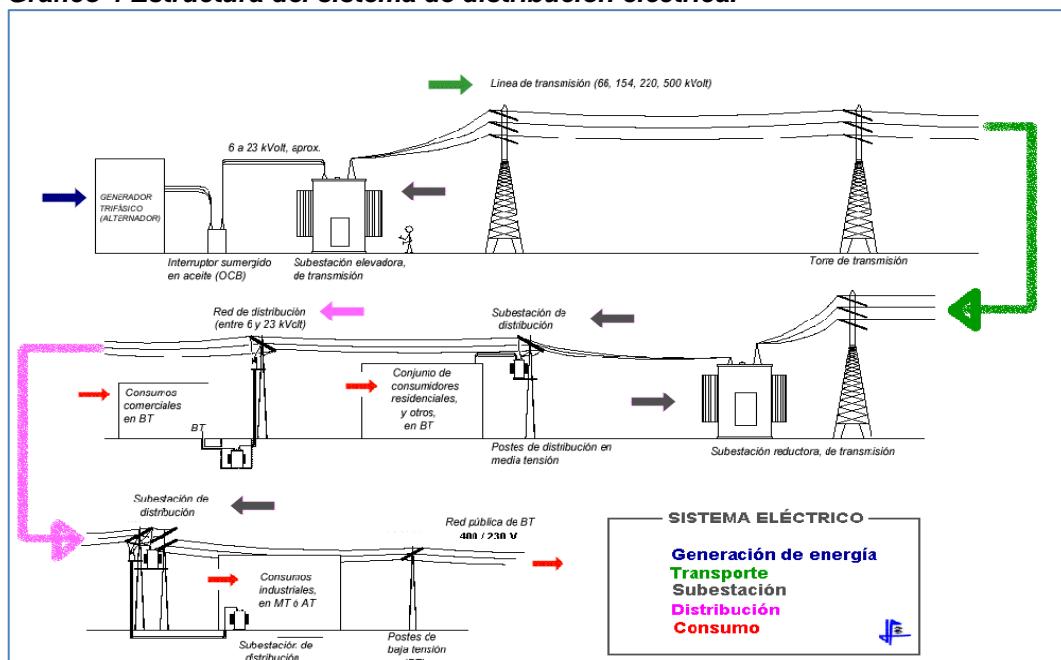 Gráfico 4 Estructura del sistema de distribución eléctrica.
Línea de transmisión (66, 154, 220, 500 kVolt)
6 a 23 kVolt, aprox.
GENERADOR
TRIFÁSICO
(ALTERNADOR)
Interruptor sumergido
en aceite (OCB)
Subestación elevadora,
de transmisión
Torre de transmisión
Red de distribución
(entre 6 y 23 kVolt)
Subestación de
distribución
Consumos
comerciales
en BT
BT
Conjunto de
consumidores
residenciales,
y otros,
en BT
Postes de distribución en
media tensión
Subestación reductora, de transmisión
Subestación de
distribución
Red pública de BT
400 / 230 V
Consumos
industriales,
en MT ó AT
Subestación de
distribución
Postes de
baja tensión
SISTEMA ELÉCTRICO
Generación de energía
Transporte
Subestación
Distribución
Consumo